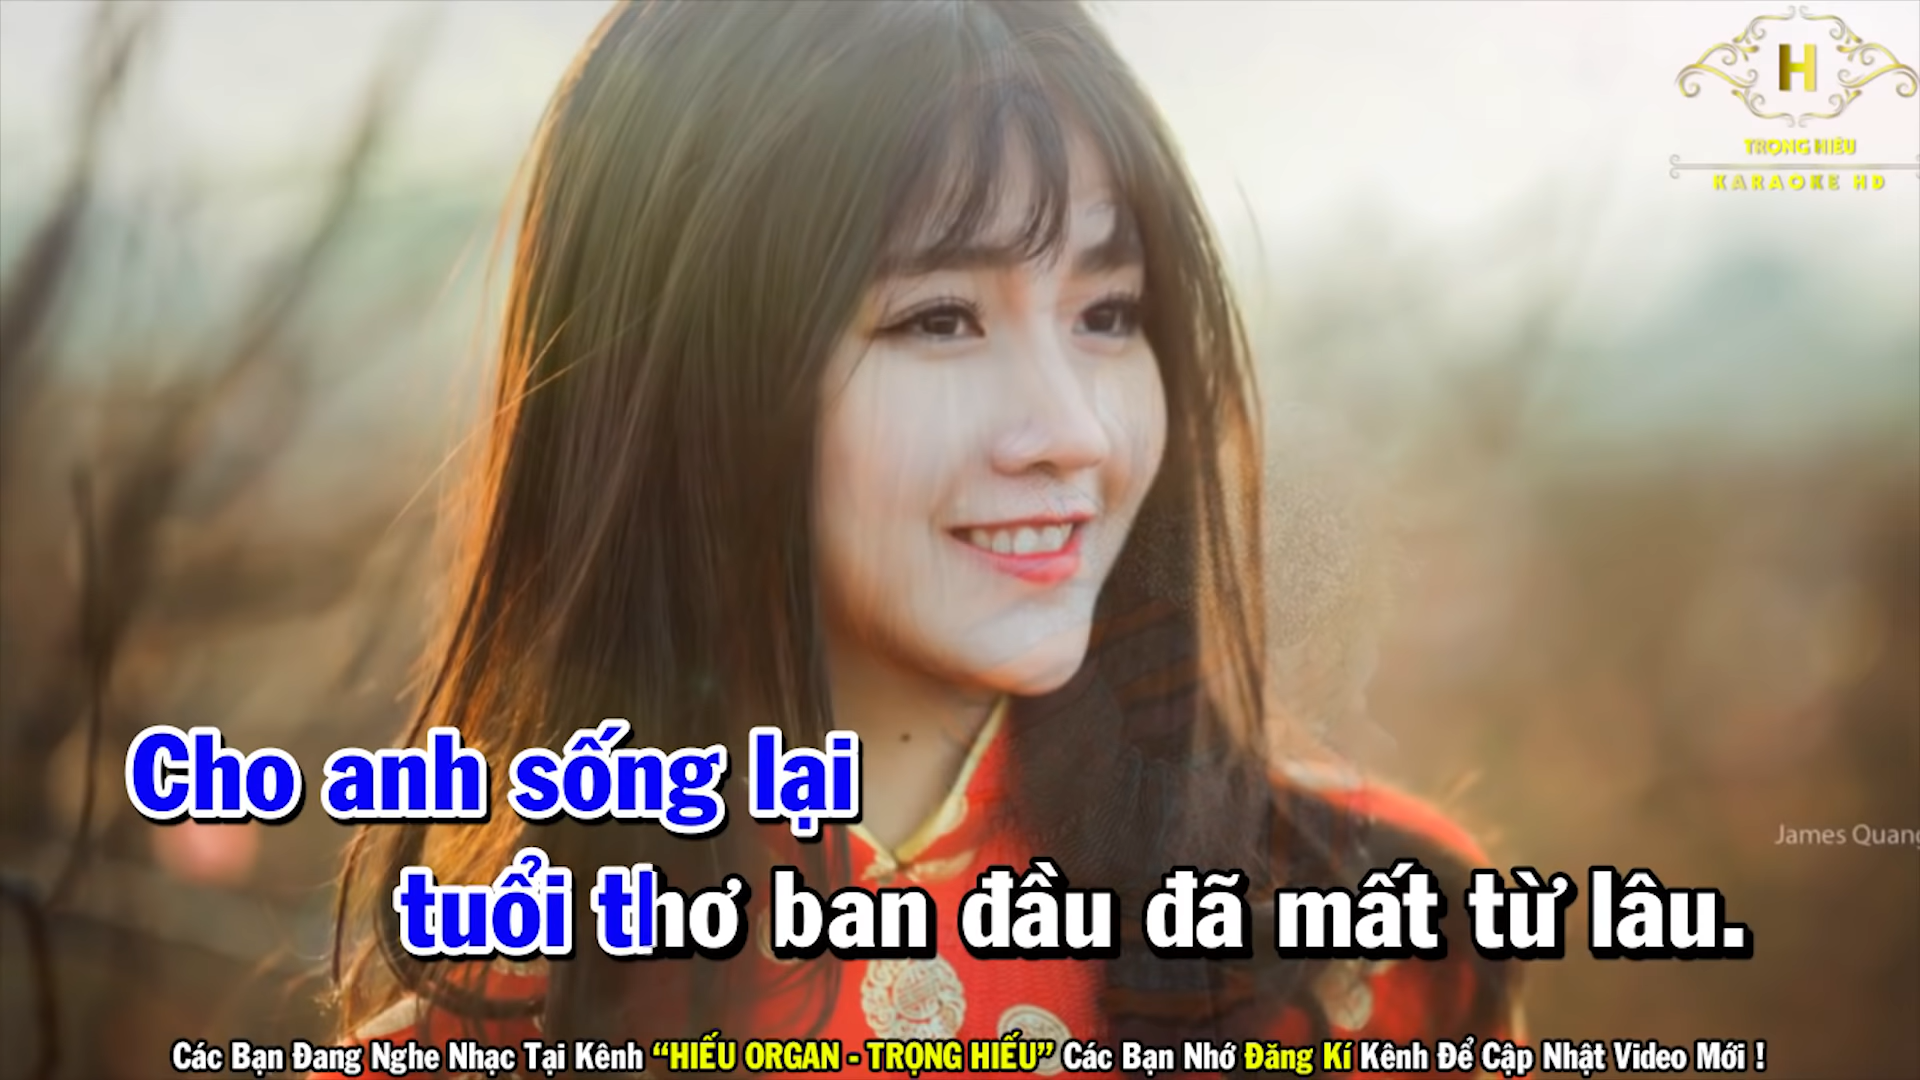 H
TRỌNG HIẾU
KARAOKE HD
Cho anh sống lại
James Quang
tuổi thơ ban đầu đã mất từ lâu.
Các Bạn Đang Nghe Nhạc Tại Kênh “HIẾU ORGAN - TRỌNG HIẾU” Các Bạn Nhớ Đăng Kí Kênh Để Cập Nhật Video Mới !